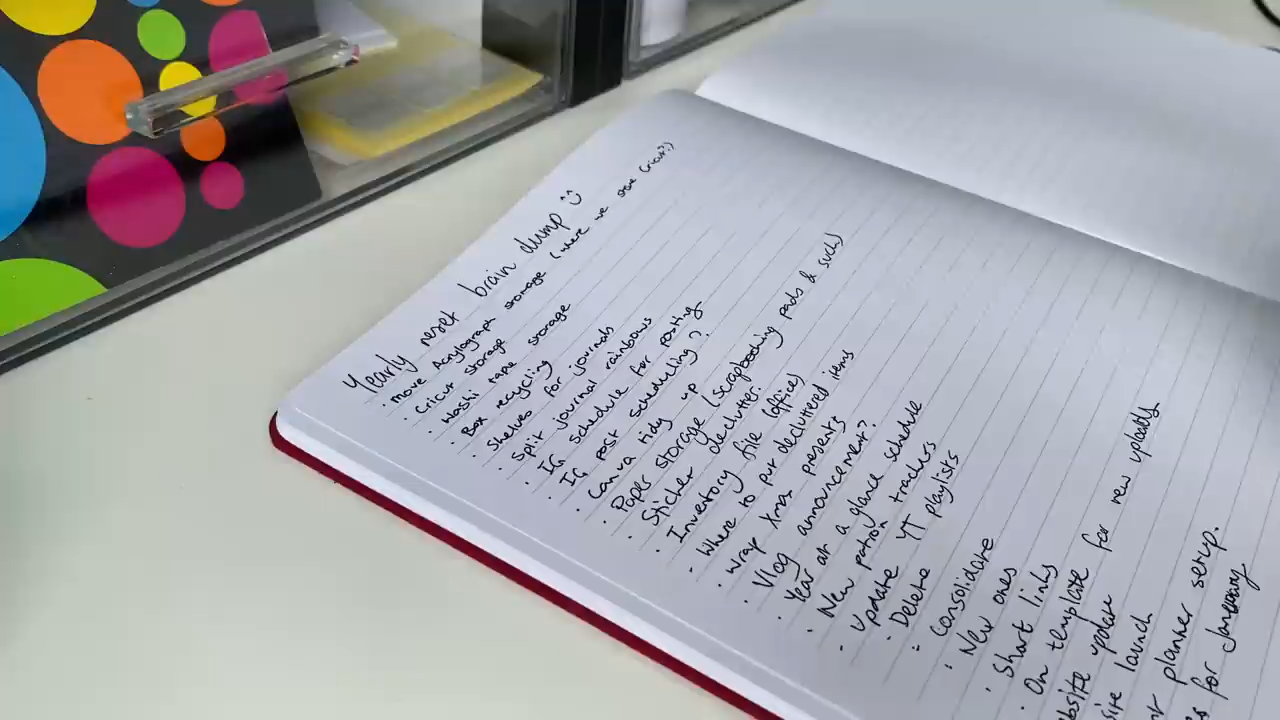 Yearly reset brain dump
· Move Acrylograph storage (where we store Cricut?)
· Cricut storage
· Washi tape storage
· Box recycling
· Shelves for journals
· Split journal rainbows
· IG schedule for posting
· IG post scheduling?
· Canva tidy up
· Paper storage (scrapbooking pads & such)
· Sticker declutter.
· Inventory file (office)
· Where to put decluttered items
· Wrap Xmas presents
· Vlog announcement?
· Year at a glance schedule
· New patron trackers
· Update YT playlists
· Delete
· Consolidate
· New ones
· Short links
· On template for new uploads
update
launch
planner setup.
for January